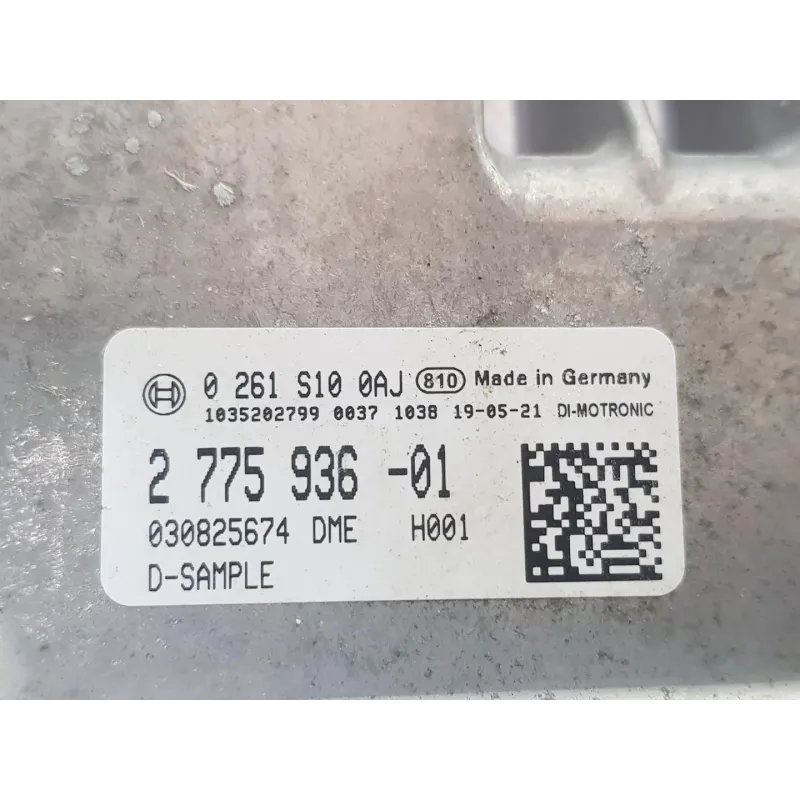 0 261 S10 0AJ 810 Made in Germany
1035202799 0037 1038 19-05-21 DI-MOTRONIC
2 775 936 -01
030825674 DME H001
D-SAMPLE